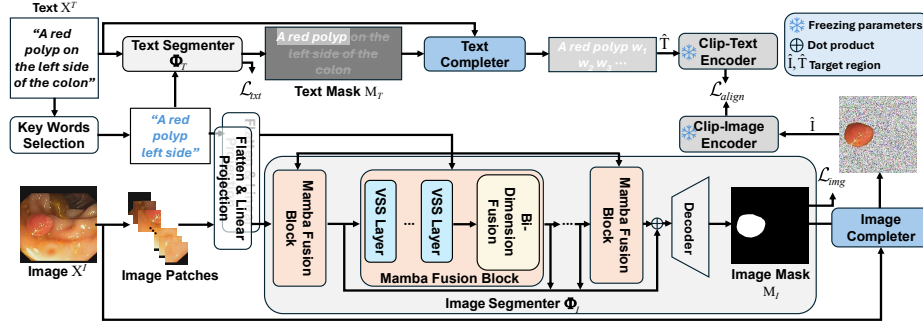 Text X^T
"A red
polyp on the
left side
of the colon"
Text Segmenter
Φ_T
ℒ_txt
A red polyp on the
left side of the
colon
Text Mask M_T
Text
Completer
A red polyp w_1
w_2 w_3 ···
T̂
Clip-Text
Encoder
ℒ_align
Clip-Image
Encoder
Î
Freezing parameters
Dot product
Î, T̂ Target region
Key Words
Selection
"A red
polyp
left side"
Flatten & Linear
Projection
Mamba Fusion
Block
VSS Layer
...
VSS Layer
Bi-
Dimension
Fusion
Mamba Fusion Block
......
Mamba Fusion
Block
Decoder
ℒ_img
Image
Completer
Image X^I
Image Patches
Image Segmenter Φ_I
Image Mask
M_I